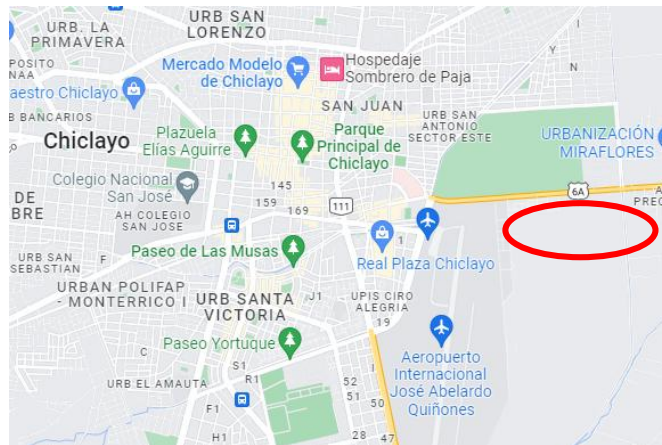 URB SAN
LORENZO
URB. LA
PRIMAVERA
POSITO
NAA
Mercado Modelo
de Chiclayo
Hospedaje
Sombrero de Paja
Y
N
I
aestro Chiclayo
SAN JUAN
B BANCARIOS
Chiclayo
Plazuela
Elías Aguirre
Parque
Principal de
Chiclayo
URB SAN
ANTONIO
SECTOR ESTE
URBANIZACIÓN
MIRAFLORES
Colegio Nacional
San José
145
159
169
111
6A
A
PREC
DE
BRE
AH COLEGIO
SAN JOSE
URB SAN
SEBASTIAN
F
Paseo de Las Musas
1
Real Plaza Chiclayo
URBAN POLIFAP
- MONTERRICO I
URB SANTA
VICTORIA
J1
UPIS CIRO
ALEGRIA
19
Paseo Yortuque
C
S1
R1
I
Aeropuerto
Internacional
José Abelardo
Quiñones
URB EL AMAUTA
F1
H1
52
51
50
28
47